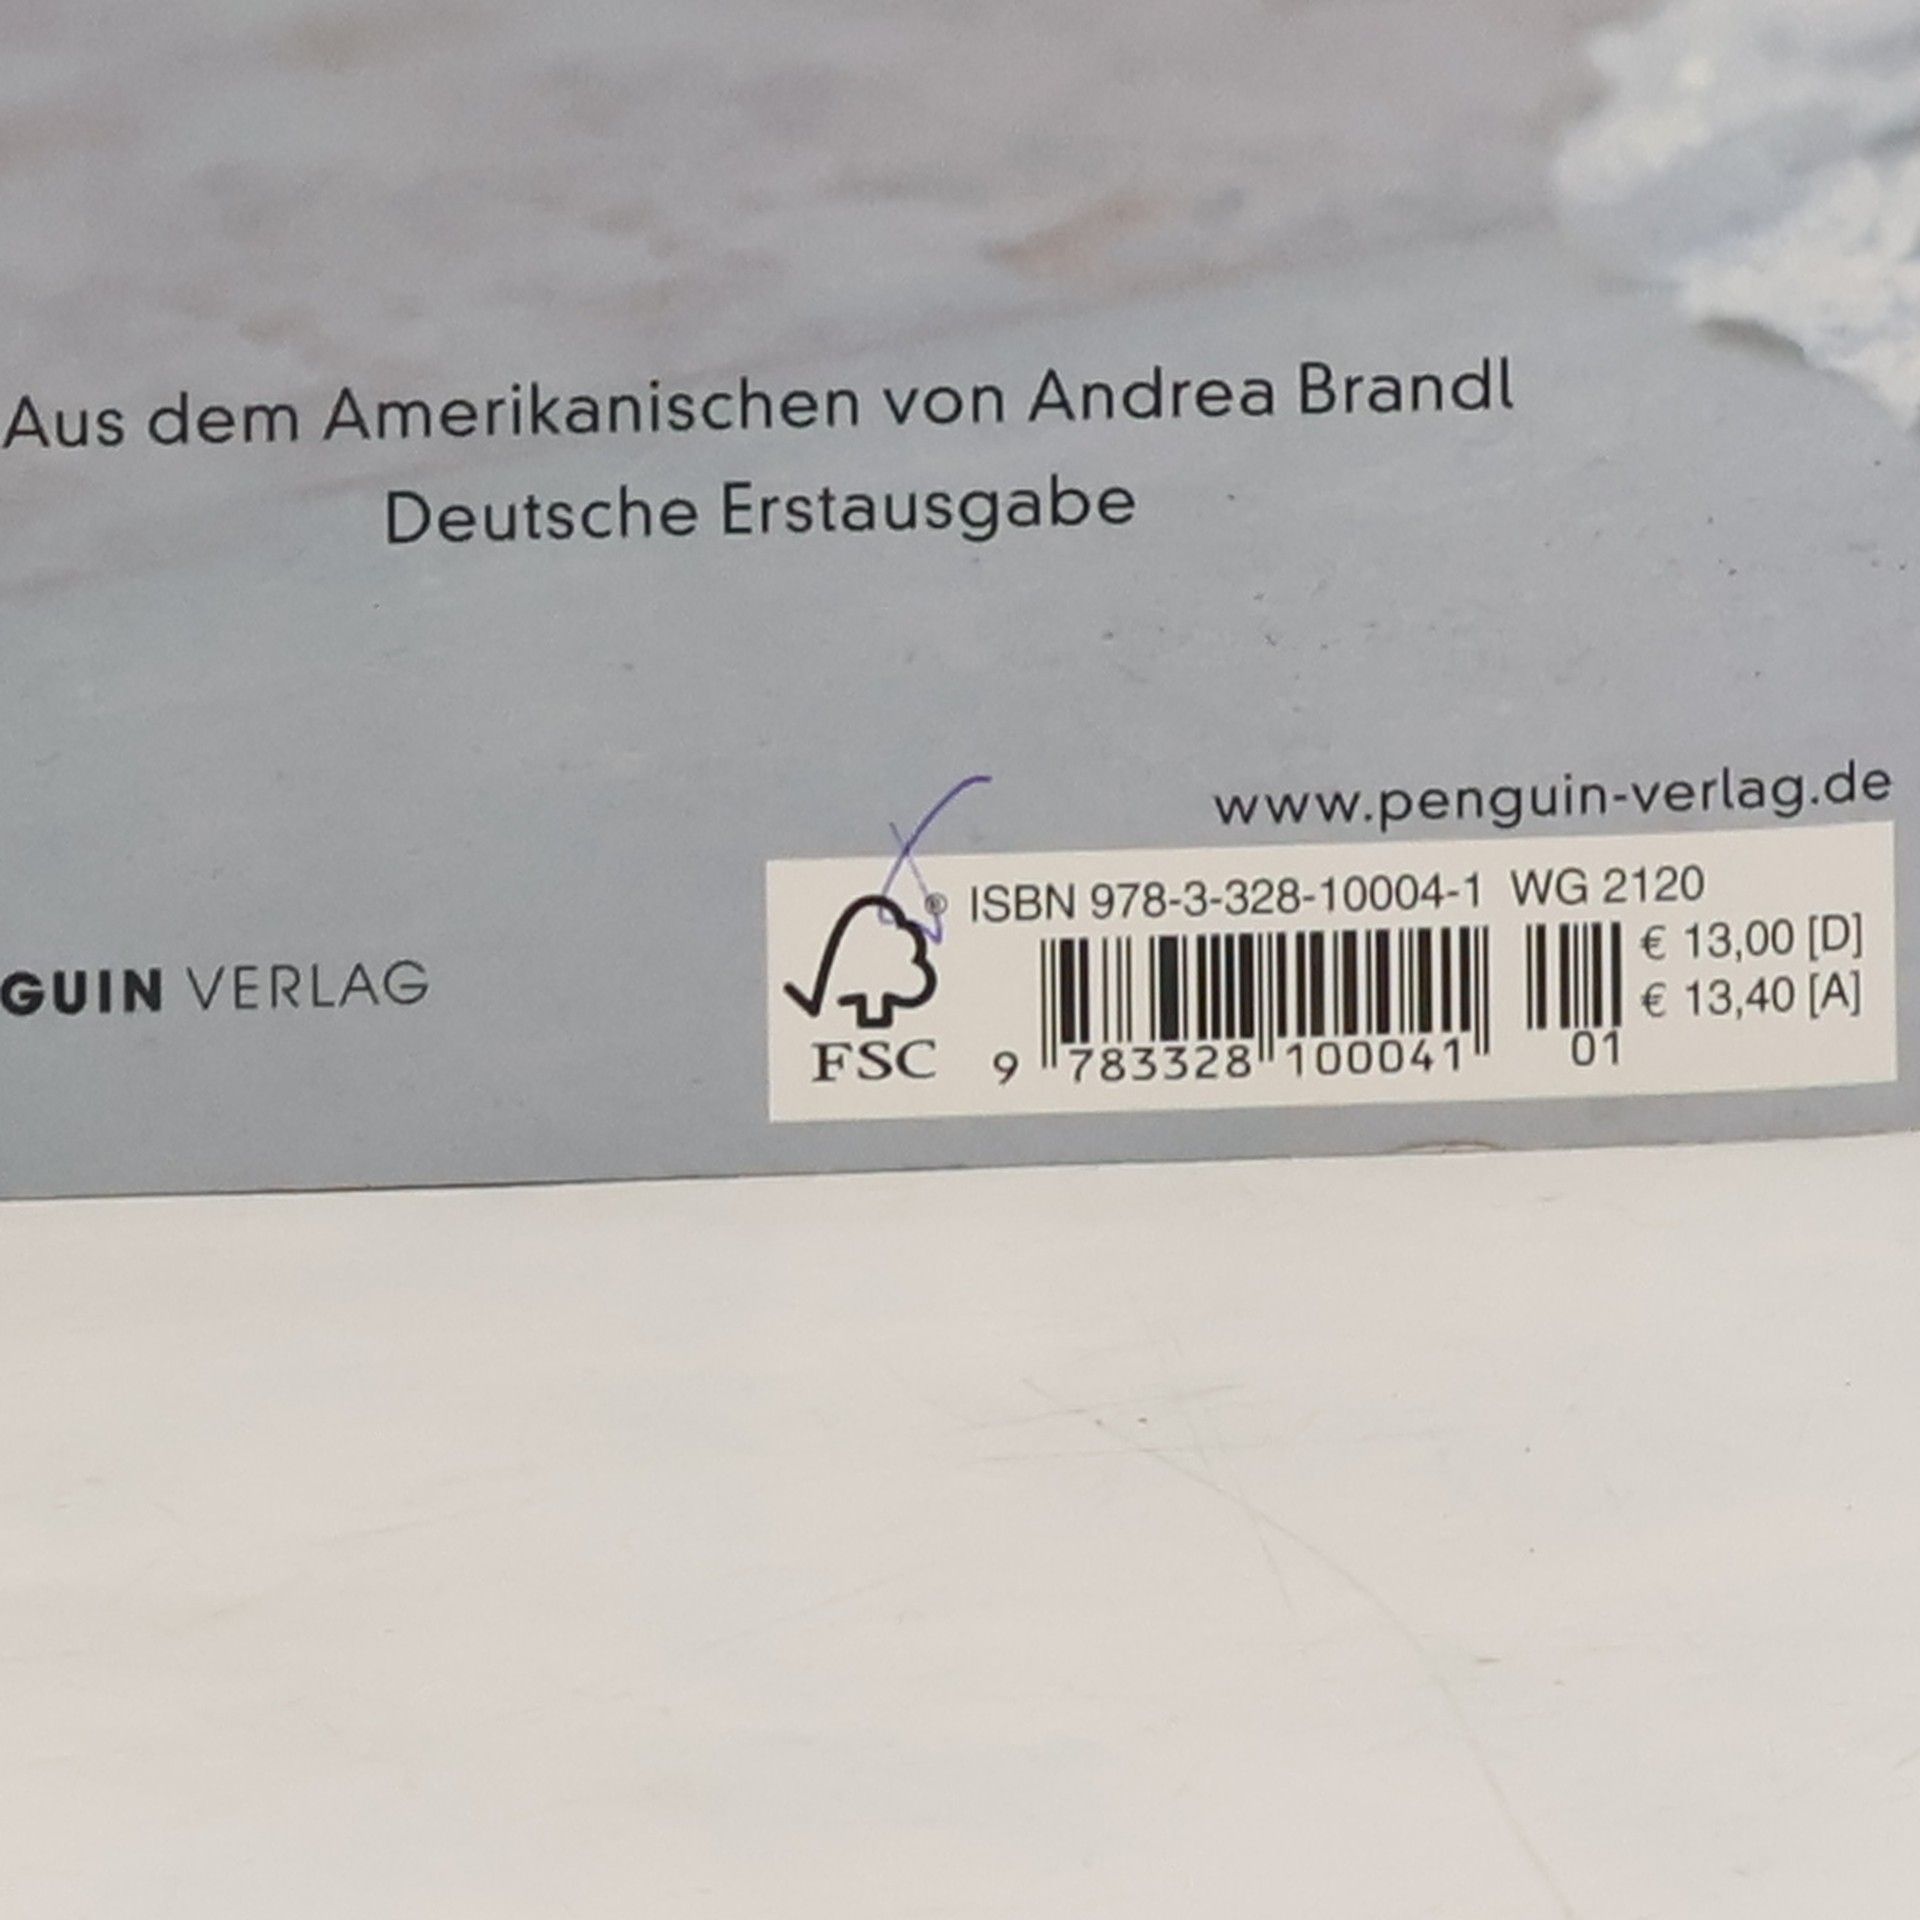 Aus dem Amerikanischen von Andrea Brandl
Deutsche Erstausgabe
www.penguin-verlag.de
GUIN VERLAG
ISBN 978-3-328-10004-1 WG 2120
€ 13,00 [D]
€ 13,40 [A]
®
FSC
9 783328 100041 01